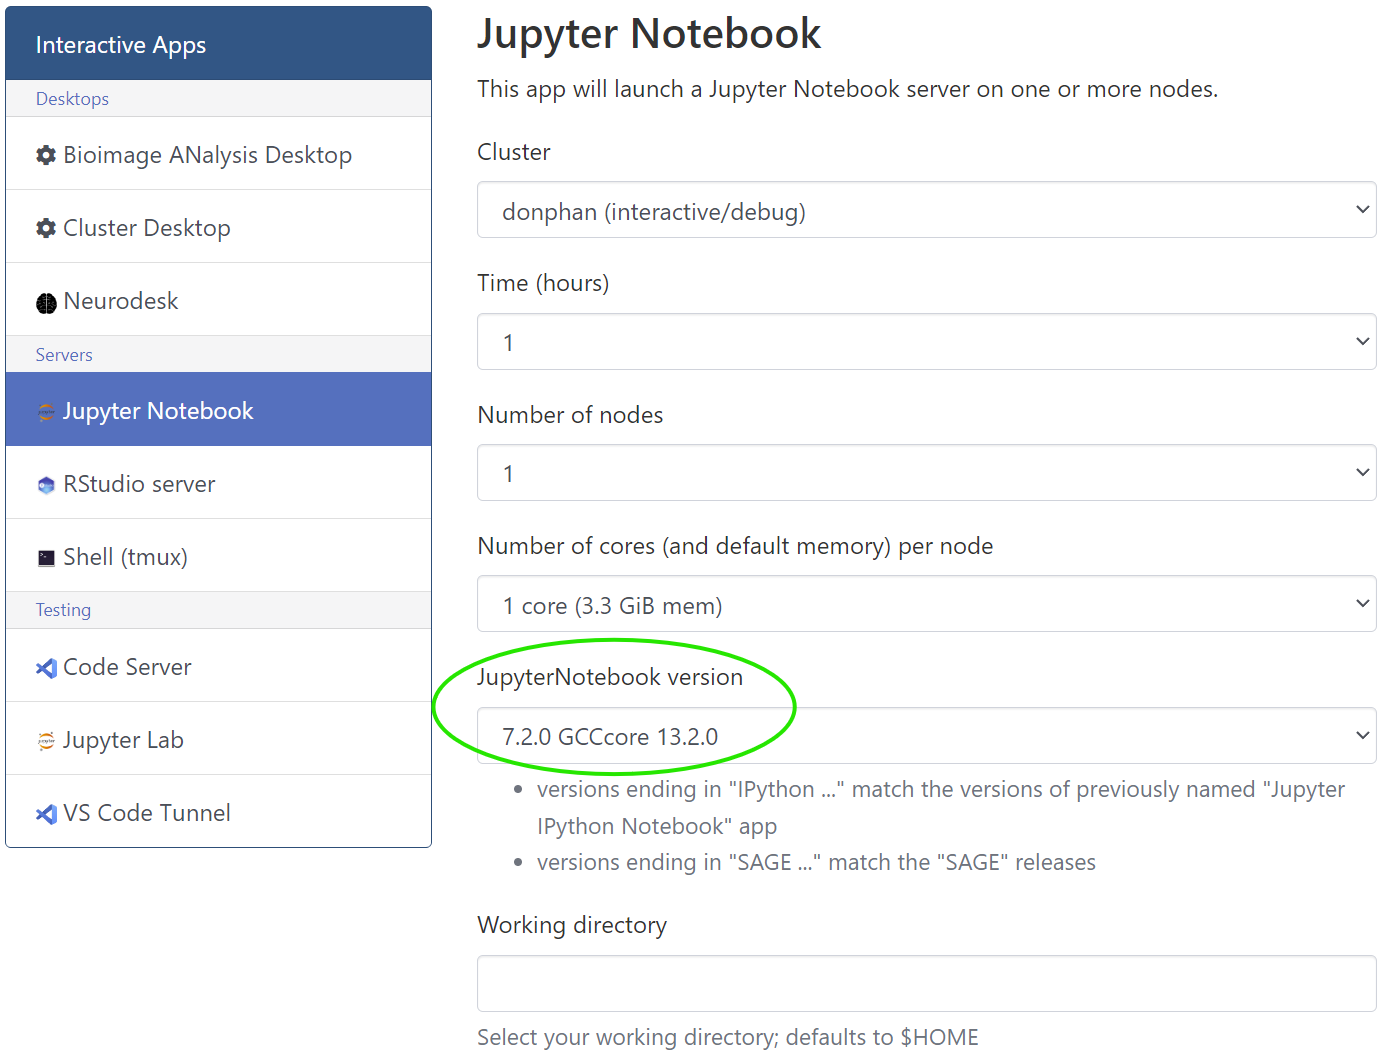 Interactive Apps
Desktops
Bioimage ANalysis Desktop
Cluster Desktop
Neurodesk
Servers
Jupyter Notebook
RStudio server
Shell (tmux)
Testing
Code Server
Jupyter Lab
VS Code Tunnel
Jupyter Notebook
This app will launch a Jupyter Notebook server on one or more nodes.
Cluster
donphan (interactive/debug)
Time (hours)
1
Number of nodes
1
Number of cores (and default memory) per node
1 core (3.3 GiB mem)
JupyterNotebook version
7.2.0 GCCcore 13.2.0
versions ending in "IPython ..." match the versions of previously named "Jupyter
IPython Notebook" app
versions ending in "SAGE ..." match the "SAGE" releases
Working directory
Select your working directory; defaults to $HOME